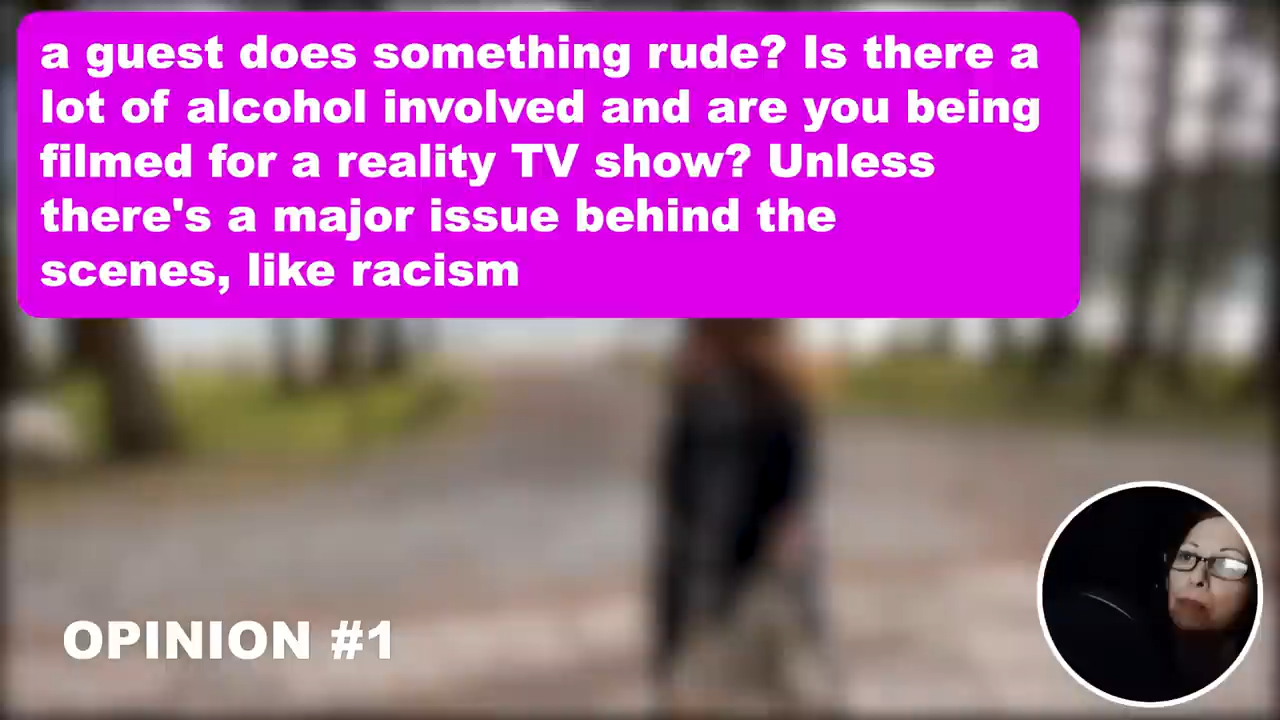 a guest does something rude? Is there a
lot of alcohol involved and are you being
filmed for a reality TV show? Unless
there's a major issue behind the
scenes, like racism
OPINION #1